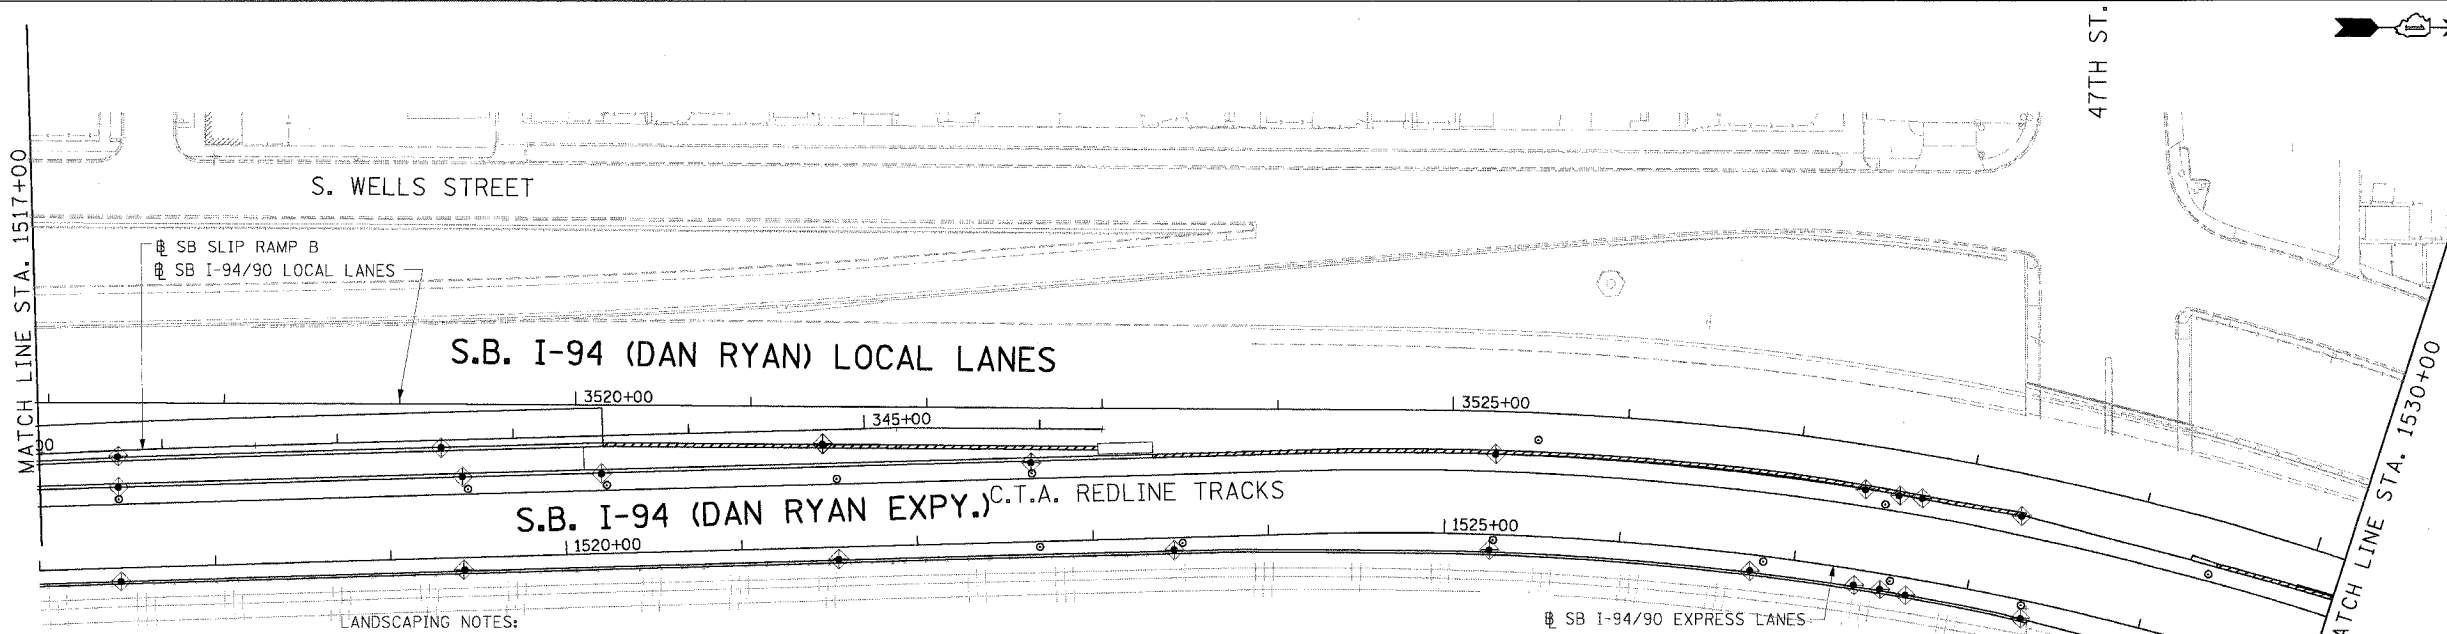 47TH ST.
MATCH LINE STA. 1517+00
S. WELLS STREET
℄ SB SLIP RAMP B
℄ SB I-94/90 LOCAL LANES
S.B. I-94 (DAN RYAN) LOCAL LANES
3520+00
3525+00
345+00
00
C.T.A. REDLINE TRACKS
S.B. I-94 (DAN RYAN EXPY.)
1520+00
1525+00
MATCH LINE STA. 1530+00
℄ SB I-94/90 EXPRESS LANES
LANDSCAPING NOTES: